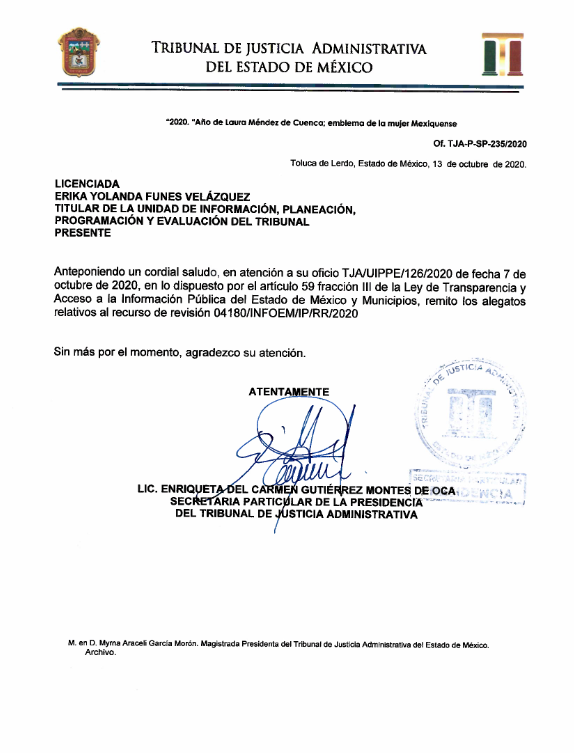 TRIBUNAL DE JUSTICIA ADMINISTRATIVA
DEL ESTADO DE MÉXICO
"2020. "Año de Laura Méndez de Cuenca; emblema de la mujer Mexiquense
Of. TJA-P-SP-235/2020
Toluca de Lerdo, Estado de México, 13 de octubre de 2020.
LICENCIADA
ERIKA YOLANDA FUNES VELÁZQUEZ
TITULAR DE LA UNIDAD DE INFORMACIÓN, PLANEACIÓN,
PROGRAMACIÓN Y EVALUACIÓN DEL TRIBUNAL
PRESENTE
Anteponiendo un cordial saludo, en atención a su oficio TJA/UIPPE/126/2020 de fecha 7 de
octubre de 2020, en lo dispuesto por el artículo 59 fracción III de la Ley de Transparencia y
Acceso a la Información Pública del Estado de México y Municipios, remito los alegatos
relativos al recurso de revisión 04180/INFOEM/IP/RR/2020
Sin más por el momento, agradezco su atención.
ATENTAMENTE
LIC. ENRIQUETA DEL CARMEN GUTIÉRREZ MONTES DE OCA
SECRETARIA PARTICULAR DE LA PRESIDENCIA
DEL TRIBUNAL DE JUSTICIA ADMINISTRATIVA
TRIBUNAL DE JUSTICIA
SECRETARIA PARTICULAR
M. en D. Myrna Araceli García Morón. Magistrada Presidenta del Tribunal de Justicia Administrativa del Estado de México.
Archivo.